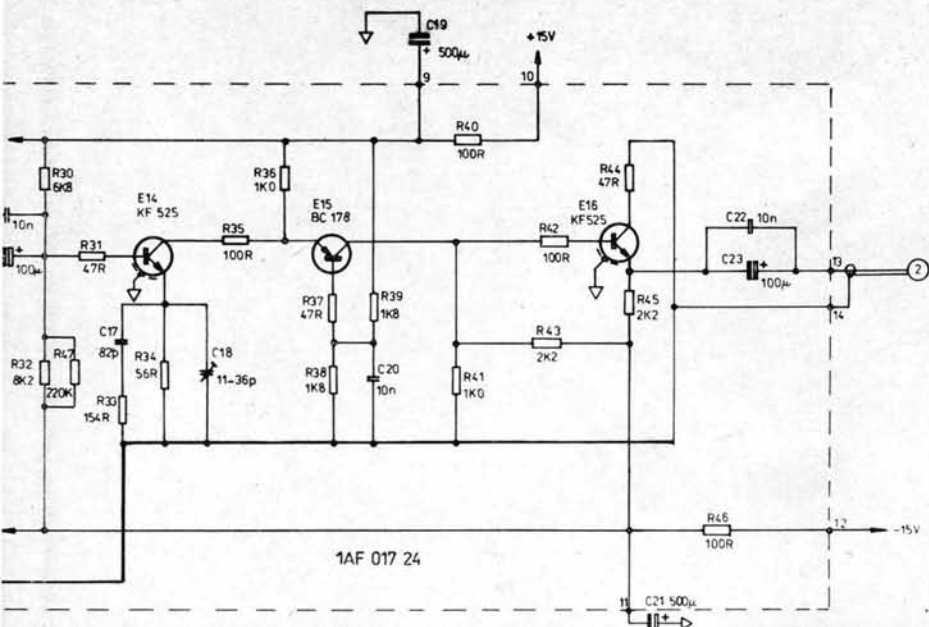 C19
+
500µ
+15V
9
10
R40
100R
R30
6K8
10n
+
100µ
R31
47R
E14
KF 525
R35
100R
R36
1K0
E15
BC 178
R37
47R
R39
1K8
R42
100R
R44
47R
E16
KF525
C22
10n
C23
+
100µ
13
2
14
R45
2K2
R43
2K2
C17
82p
R34
56R
C18
11-36p
R32
8K2
R47
220K
R33
154R
R38
1K8
C20
10n
R41
1K0
R46
100R
12
-15V
1AF 017 24
11
C21 500µ
+